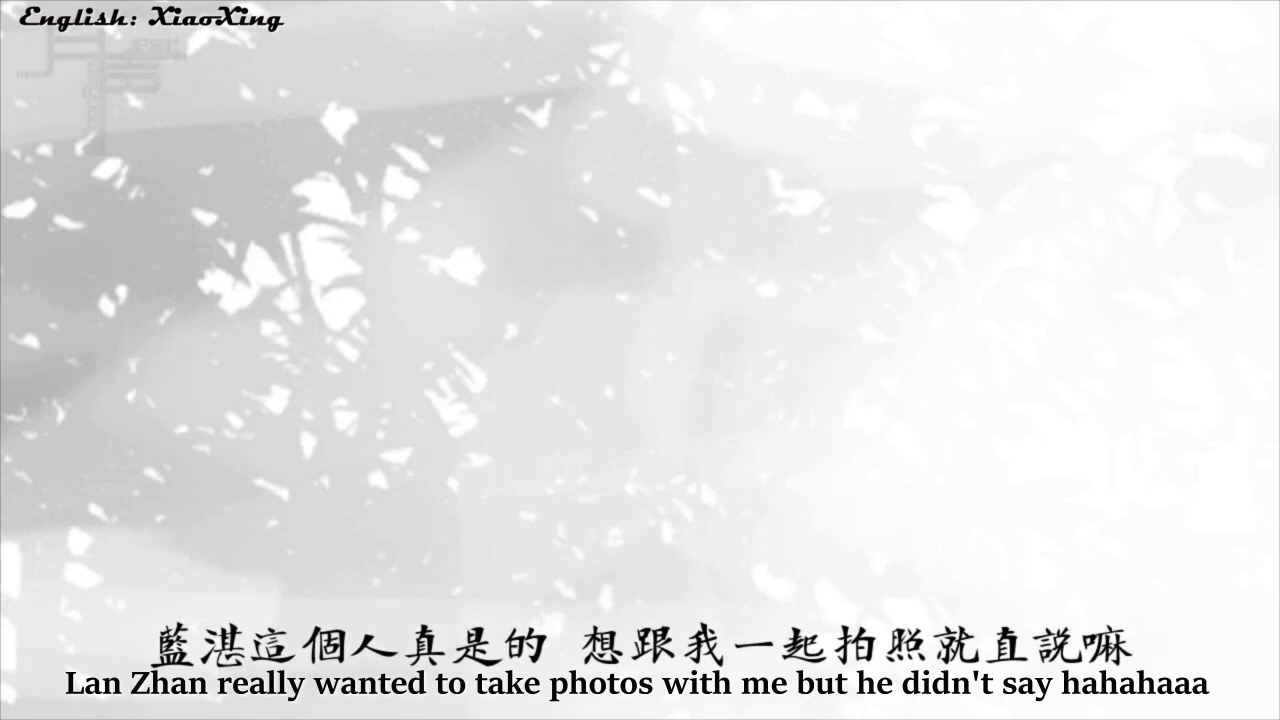 English: XiaoXing
藍湛這個人真是的 想跟我一起拍照就直説嘛
Lan Zhan really wanted to take photos with me but he didn't say hahahaaa